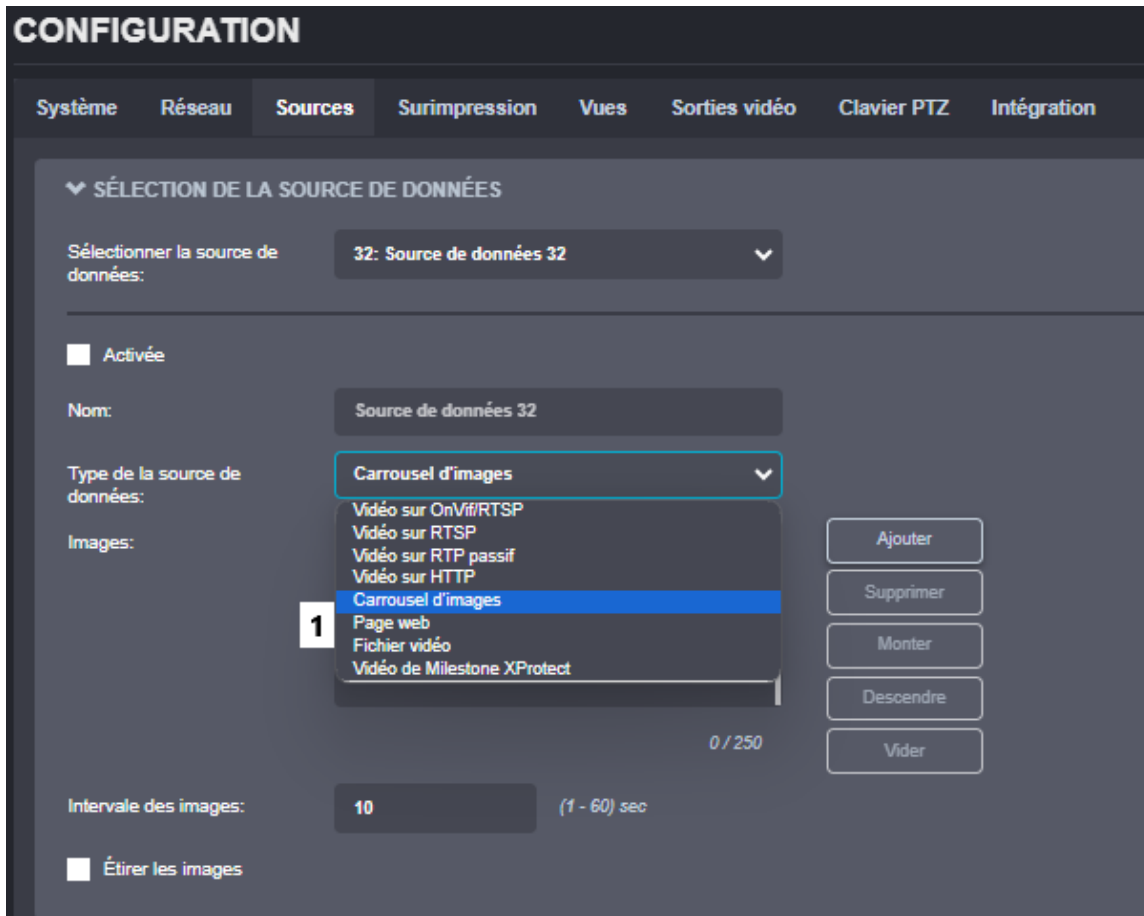 CONFIGURATION
Système Réseau Sources Surimpression Vues Sorties vidéo Clavier PTZ Intégration
SÉLECTION DE LA SOURCE DE DONNÉES
Sélectionner la source de
données:
32: Source de données 32
Activée
Nom:
Source de données 32
Type de la source de
données:
Carrousel d'images
Vidéo sur OnVif/RTSP
Vidéo sur RTSP
Vidéo sur RTP passif
Vidéo sur HTTP
Carrousel d'images
Page web
Fichier vidéo
Vidéo de Milestone XProtect
1
Images:
Ajouter
Supprimer
Monter
Descendre
Vider
0 / 250
Intervale des images:
10
(1 - 60) sec
Étirer les images